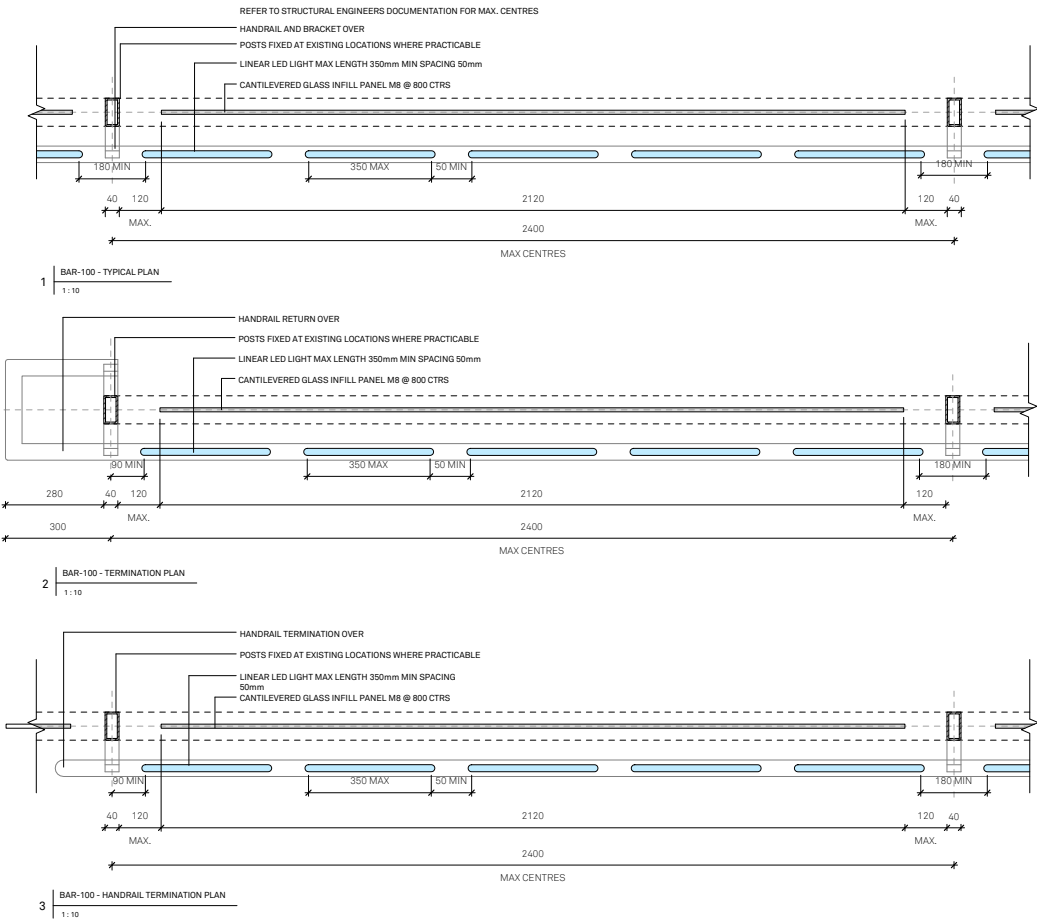 REFER TO STRUCTURAL ENGINEERS DOCUMENTATION FOR MAX. CENTRES
HANDRAIL AND BRACKET OVER
POSTS FIXED AT EXISTING LOCATIONS WHERE PRACTICABLE
LINEAR LED LIGHT MAX LENGTH 350mm MIN SPACING 50mm
CANTILEVERED GLASS INFILL PANEL M8 @ 800 CTRS
180 MIN 350 MAX 50 MIN 180 MIN
40 120 2120 120 40
MAX. MAX.
2400
MAX CENTRES
1 BAR-100 - TYPICAL PLAN
1 : 10
HANDRAIL RETURN OVER
POSTS FIXED AT EXISTING LOCATIONS WHERE PRACTICABLE
LINEAR LED LIGHT MAX LENGTH 350mm MIN SPACING 50mm
CANTILEVERED GLASS INFILL PANEL M8 @ 800 CTRS
90 MIN 350 MAX 50 MIN 180 MIN
280 40 120 2120 120
MAX. MAX.
300 2400
MAX CENTRES
2 BAR-100 - TERMINATION PLAN
1 : 10
HANDRAIL TERMINATION OVER
POSTS FIXED AT EXISTING LOCATIONS WHERE PRACTICABLE
LINEAR LED LIGHT MAX LENGTH 350mm MIN SPACING
50mm
CANTILEVERED GLASS INFILL PANEL M8 @ 800 CTRS
90 MIN 350 MAX 50 MIN 180 MIN
40 120 2120 120 40
MAX. MAX.
2400
MAX CENTRES
3 BAR-100 - HANDRAIL TERMINATION PLAN
1 : 10